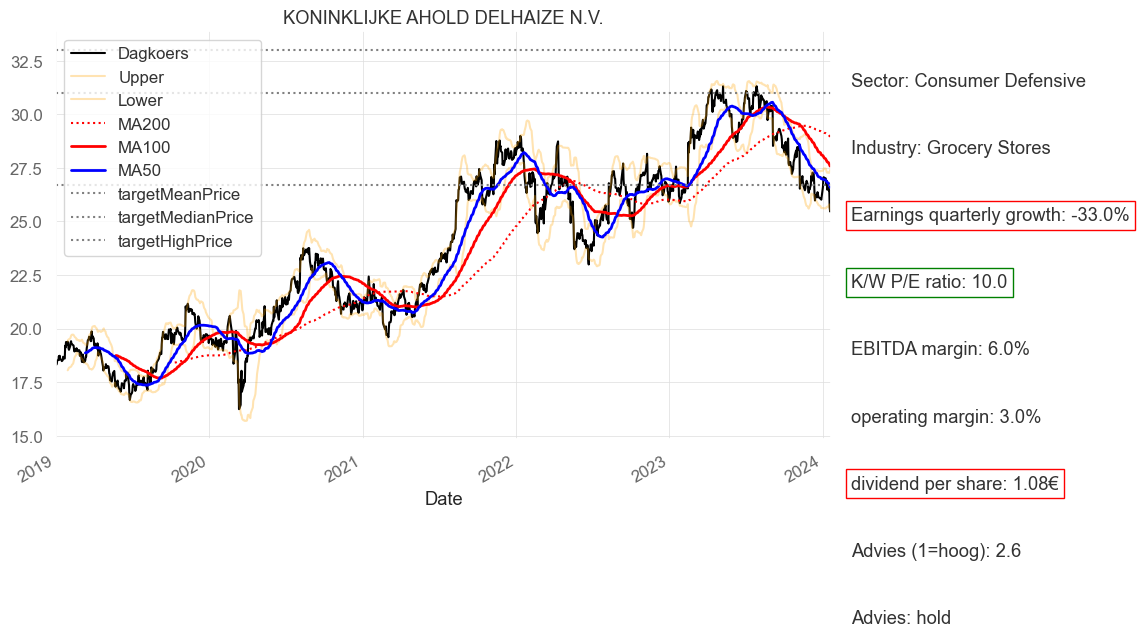 KONINKLIJKE AHOLD DELHAIZE N.V.
Dagkoers
Upper
Lower
MA200
MA100
MA50
targetMeanPrice
targetMedianPrice
targetHighPrice
32.5
30.0
27.5
25.0
22.5
20.0
17.5
15.0
2019
2020
2021
2022
2023
2024
Date
Sector: Consumer Defensive
Industry: Grocery Stores
Earnings quarterly growth: -33.0%
K/W P/E ratio: 10.0
EBITDA margin: 6.0%
operating margin: 3.0%
dividend per share: 1.08€
Advies (1=hoog): 2.6
Advies: hold